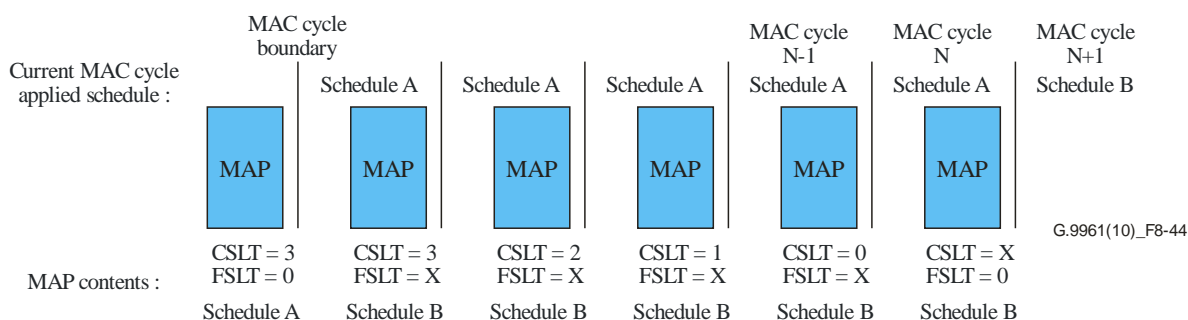 MAC cycle
boundary
MAC cycle
N-1
MAC cycle
N
MAC cycle
N+1
Current MAC cycle
applied schedule :
Schedule A
Schedule A
Schedule A
Schedule A
Schedule A
Schedule B
MAP
MAP
MAP
MAP
MAP
MAP
G.9961(10)_F8-44
MAP contents :
CSLT = 3
FSLT = 0
CSLT = 3
FSLT = X
CSLT = 2
FSLT = X
CSLT = 1
FSLT = X
CSLT = 0
FSLT = X
CSLT = X
FSLT = 0
Schedule A
Schedule B
Schedule B
Schedule B
Schedule B
Schedule B